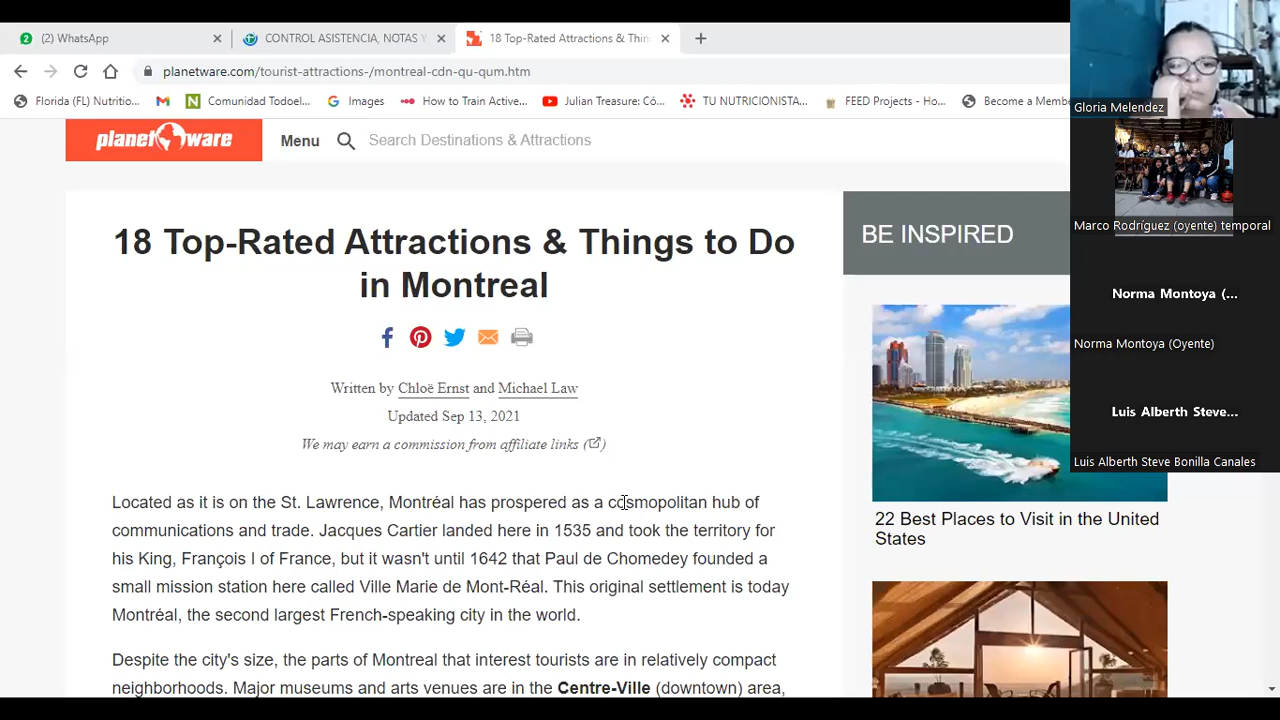 (2) WhatsApp
CONTROL ASISTENCIA, NOTAS Y
18 Top-Rated Attractions & Thin
planetware.com/tourist-attractions-/montreal-cdn-qu-qum.htm
Florida (FL) Nutritio...
Comunidad Todoel...
Images
How to Train Active...
Julian Treasure: Có...
TU NUTRICIONISTA...
FEED Projects - Ho...
Become a Membe
planetware
Menu
Search Destinations & Attractions
18 Top-Rated Attractions & Things to Do
in Montreal
Written by Chloë Ernst and Michael Law
Updated Sep 13, 2021
We may earn a commission from affiliate links ( )
Located as it is on the St. Lawrence, Montréal has prospered as a cosmopolitan hub of
communications and trade. Jacques Cartier landed here in 1535 and took the territory for
his King, François I of France, but it wasn't until 1642 that Paul de Chomedey founded a
small mission station here called Ville Marie de Mont-Réal. This original settlement is today
Montréal, the second largest French-speaking city in the world.
Despite the city's size, the parts of Montreal that interest tourists are in relatively compact
neighborhoods. Major museums and arts venues are in the Centre-Ville (downtown) area,
BE INSPIRED
22 Best Places to Visit in the United
States
Gloria Melendez
Marco Rodríguez (oyente) temporal
Norma Montoya (...
Norma Montoya (Oyente)
Luis Alberth Steve...
Luis Alberth Steve Bonilla Canales